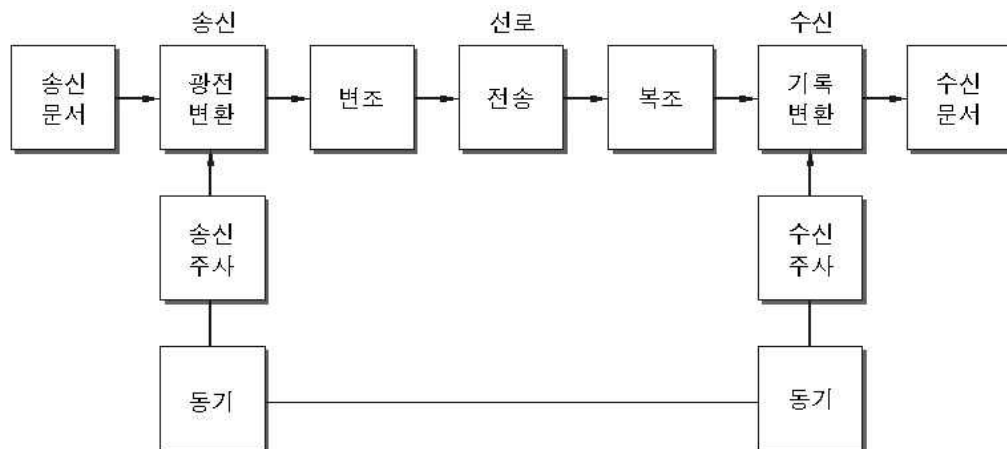 송신
선로
수신
송신
문서
광전
변환
변조
전송
복조
기록
변환
수신
문서
송신
주사
수신
주사
동기
동기